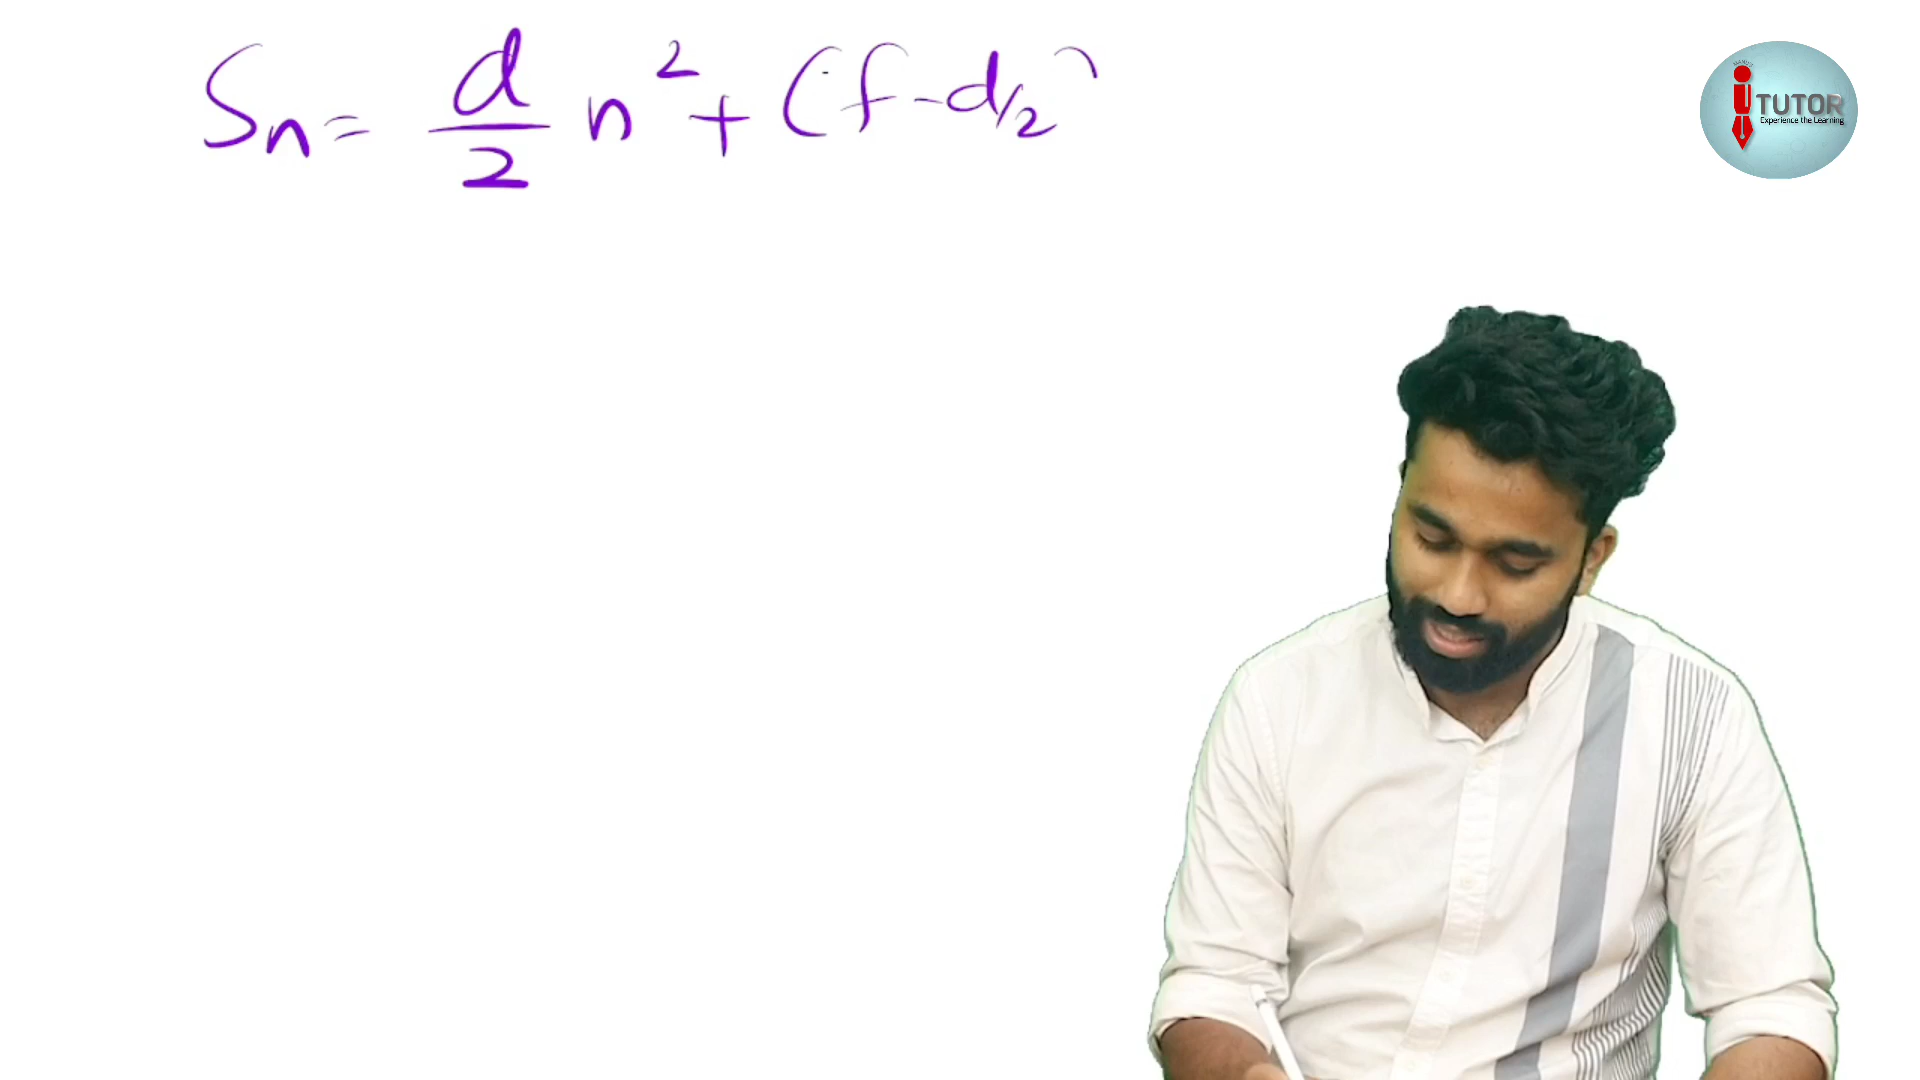 Sn = d/2 n² + (f - d/2)
TUTOR
Experience the Learning